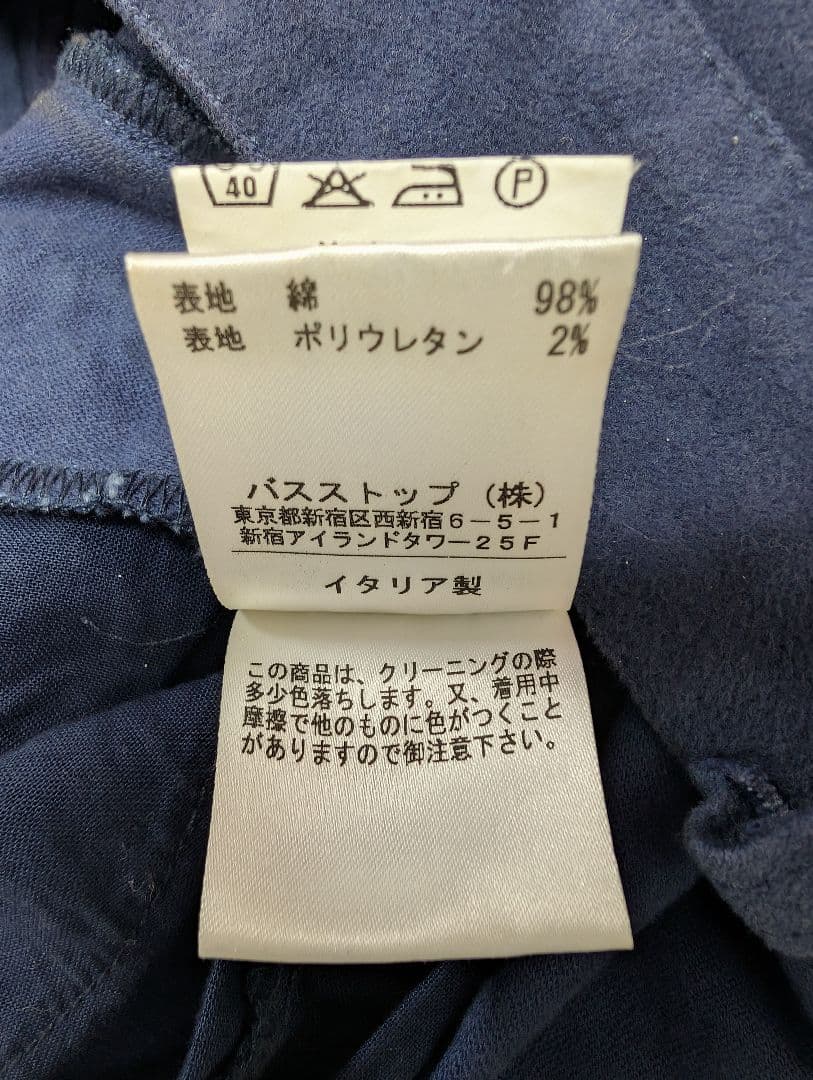 40
P
表地 綿 98%
表地 ポリウレタン 2%
バスストップ(株)
東京都新宿区西新宿6-5-1
新宿アイランドタワー25F
イタリア製
この商品は、クリーニングの際
多少色落ちします。又、着用中
摩擦で他のものに色がつくこと
がありますので御注意下さい。